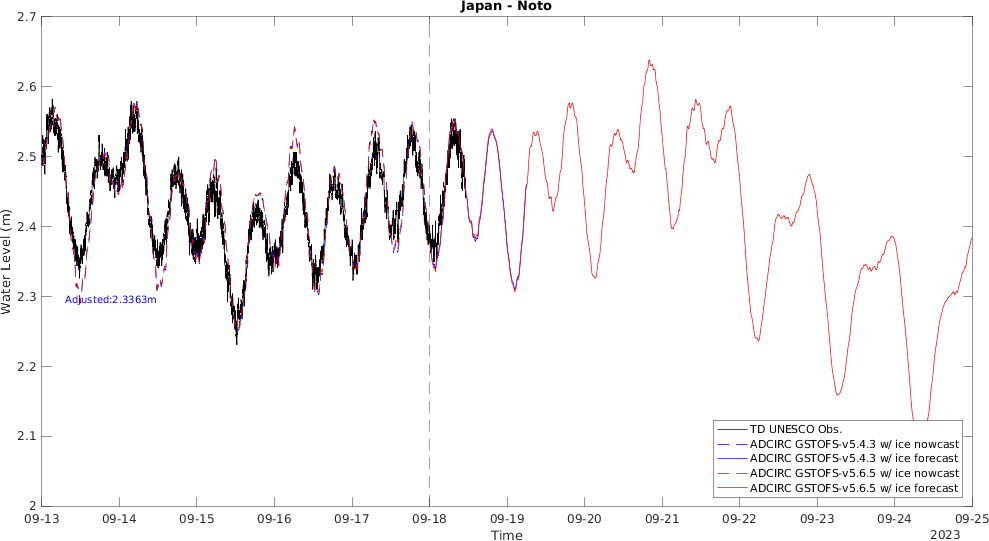 Japan - Noto
2.7
2.6
2.5
2.4
2.3
2.2
2.1
2
Water Level (m)
Adjusted:2.3363m
TD UNESCO Obs.
ADCIRC GSTOFS-v5.4.3 w/ ice nowcast
ADCIRC GSTOFS-v5.4.3 w/ ice forecast
ADCIRC GSTOFS-v5.6.5 w/ ice nowcast
ADCIRC GSTOFS-v5.6.5 w/ ice forecast
09-13 09-14 09-15 09-16 09-17 09-18 09-19 09-20 09-21 09-22 09-23 09-24 09-25
Time
2023